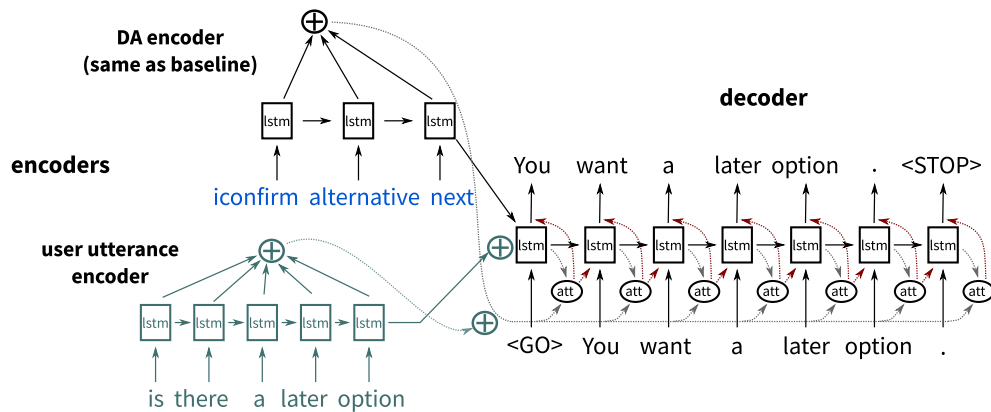 DA encoder
(same as baseline)
lstm lstm lstm
iconfirm alternative next
encoders
user utterance
encoder
lstm lstm lstm lstm lstm
is there a later option
decoder
You want a later option . <STOP>
lstm lstm lstm lstm lstm lstm lstm
att att att att att att att
<GO> You want a later option .